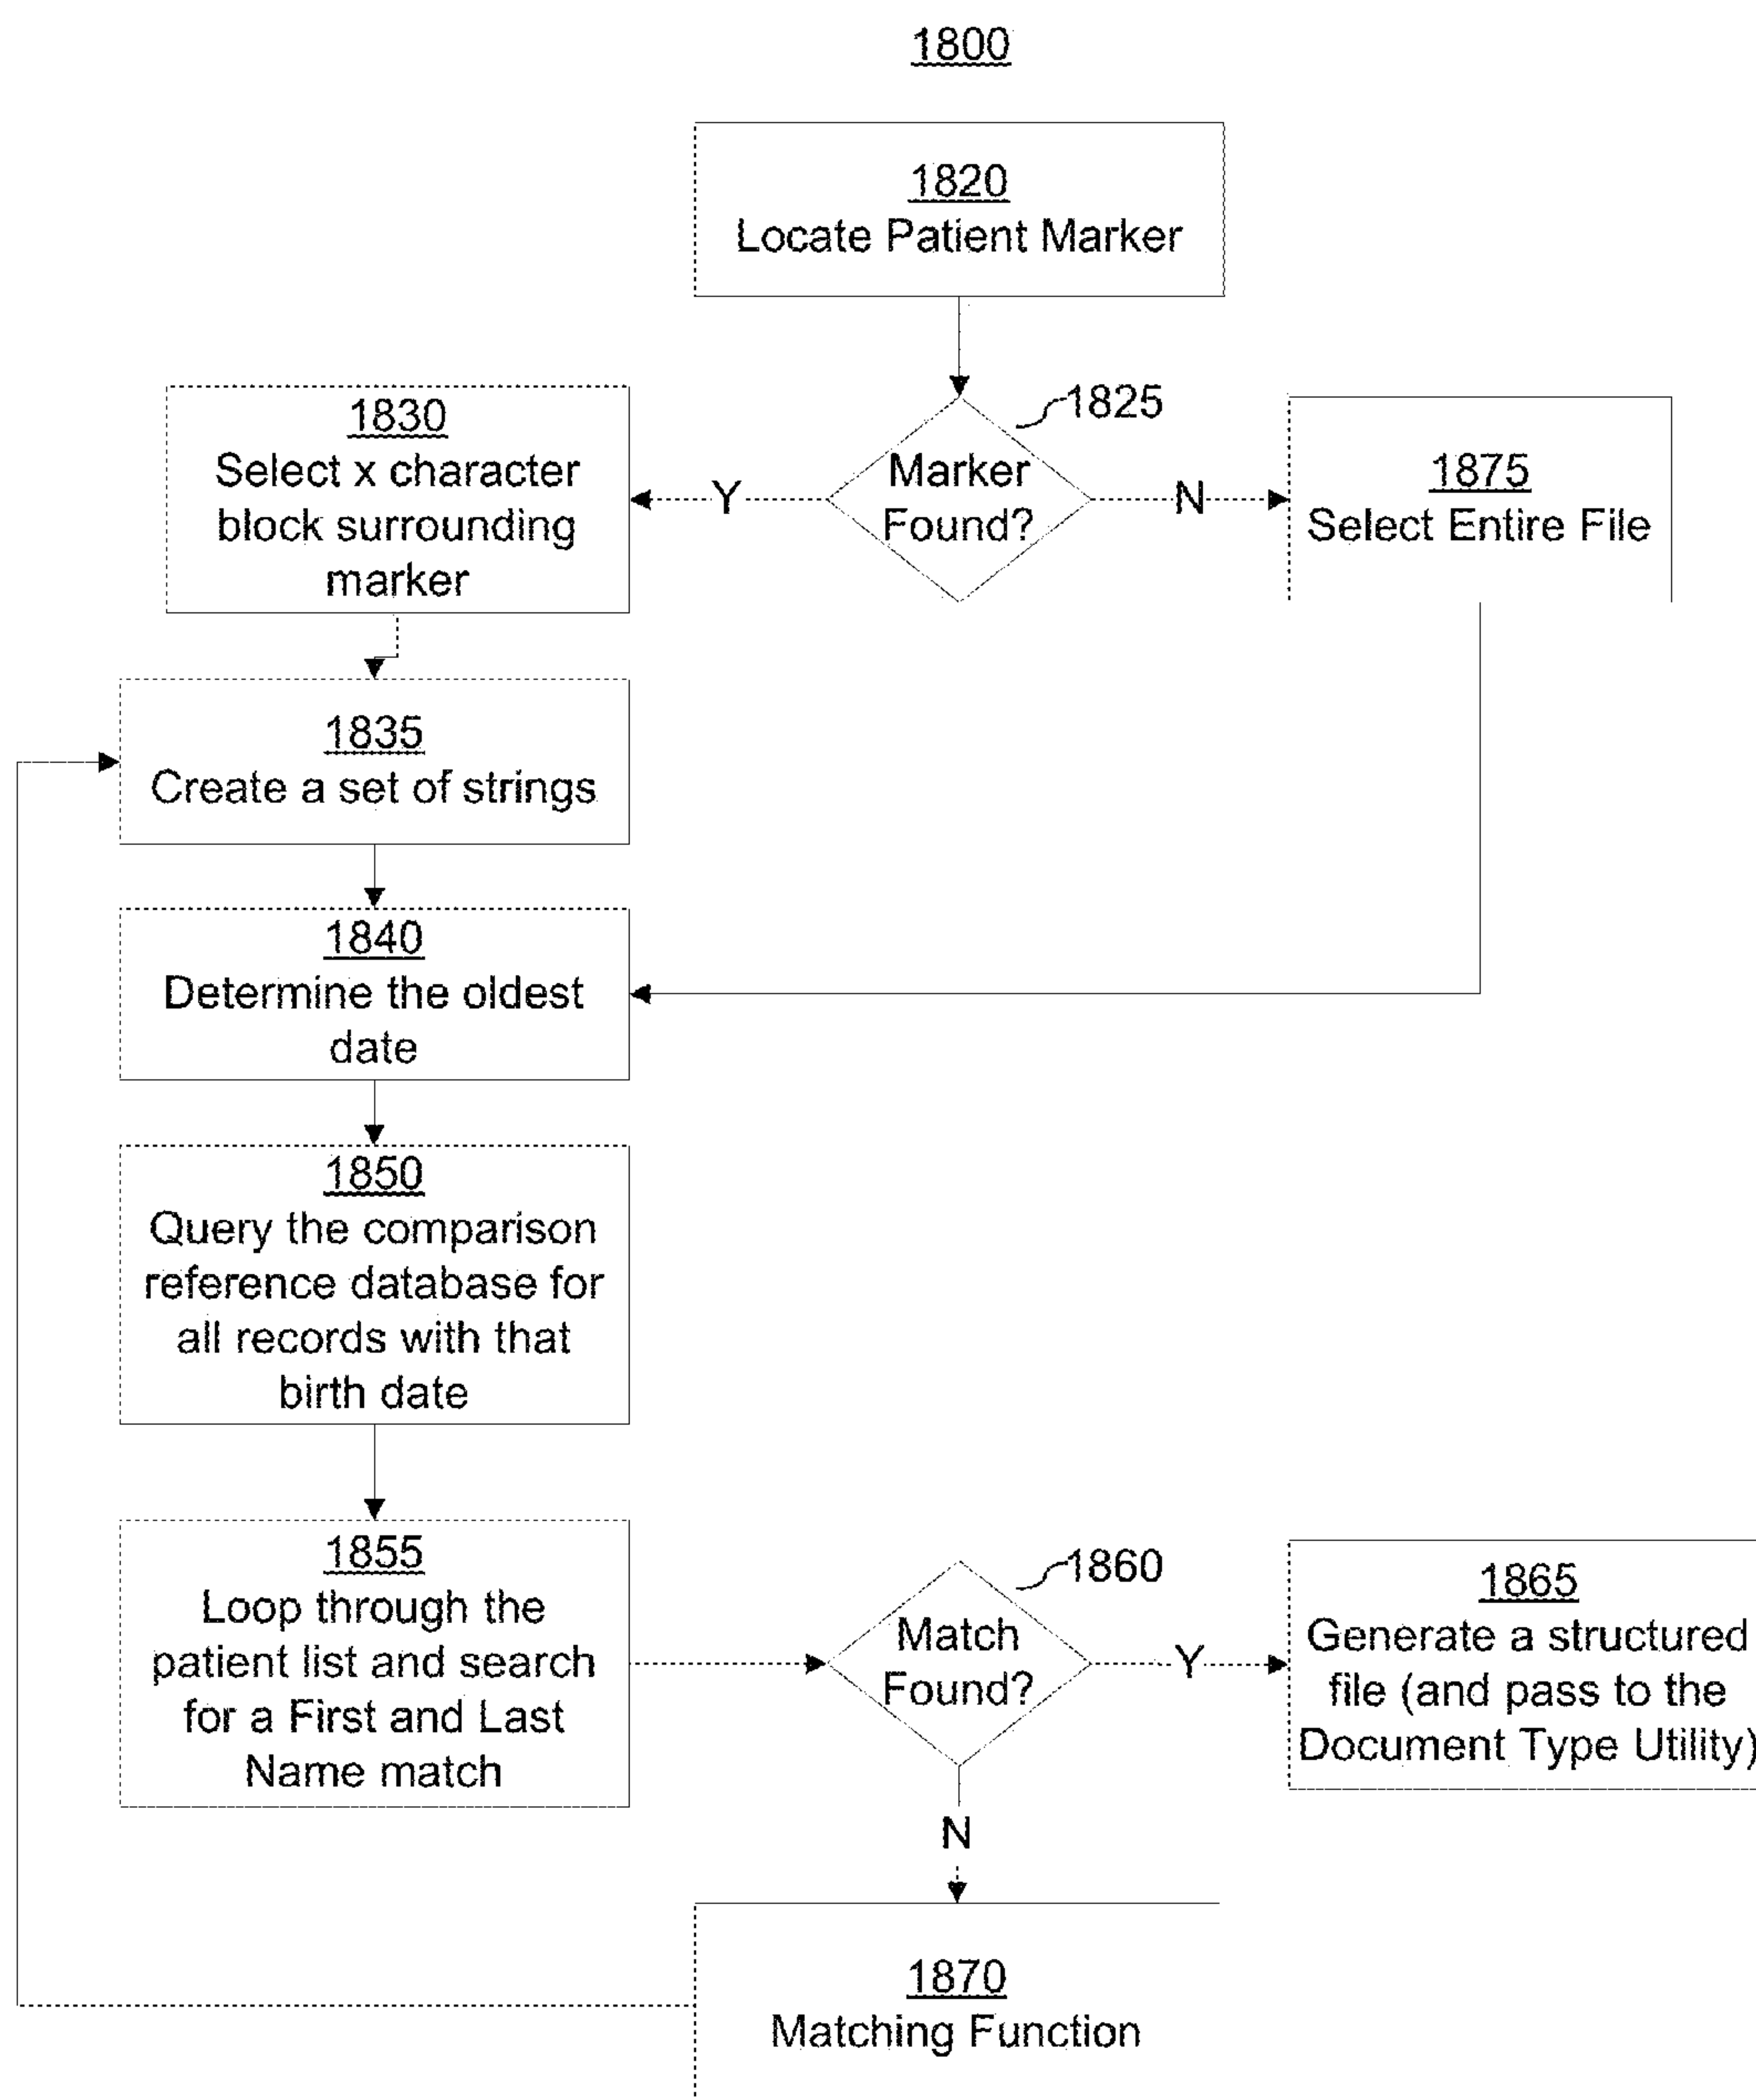 1800
1820
Locate Patient Marker
1825
Marker
Found?
Y
N
1830
Select x character
block surrounding
marker
1875
Select Entire File
1835
Create a set of strings
1840
Determine the oldest
date
1850
Query the comparison
reference database for
all records with that
birth date
1855
Loop through the
patient list and search
for a First and Last
Name match
1860
Match
Found?
Y
N
1865
Generate a structured
file (and pass to the
Document Type Utility)
1870
Matching Function